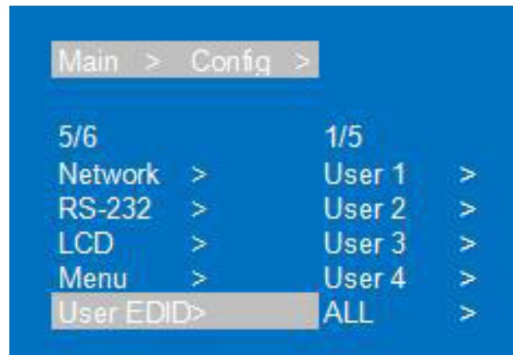 Main > Config >
5/6 1/5
Network > User 1 >
RS-232 > User 2 >
LCD > User 3 >
Menu > User 4 >
User EDID> ALL >